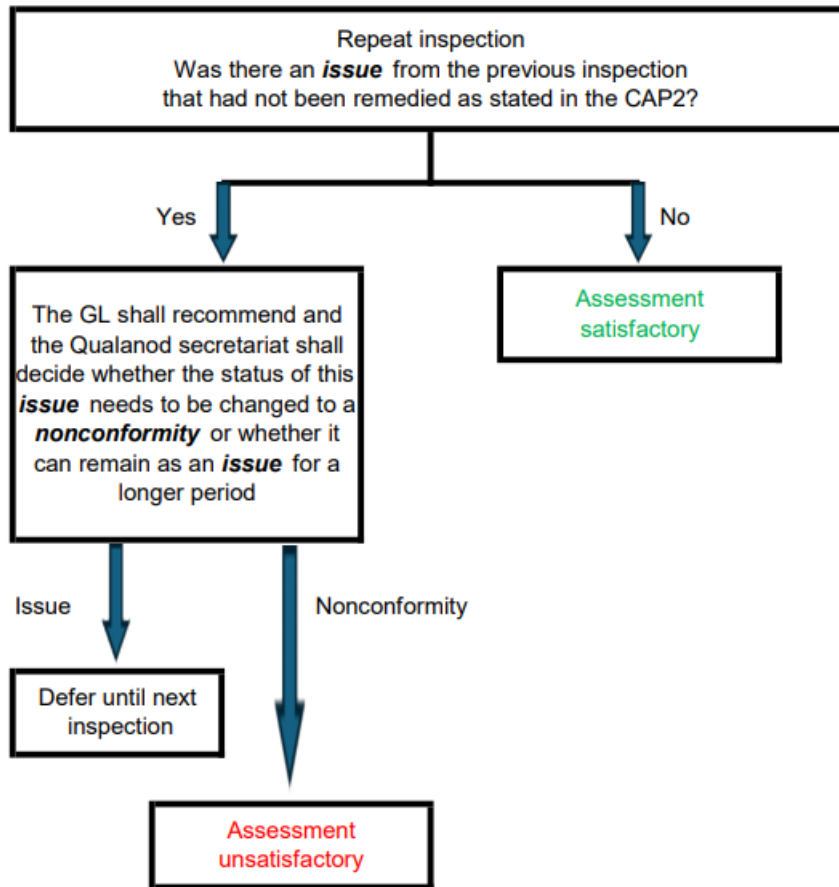 Repeat inspection
Was there an issue from the previous inspection
that had not been remedied as stated in the CAP2?
Yes
No
The GL shall recommend and
the Qualanod secretariat shall
decide whether the status of this
issue needs to be changed to a
nonconformity or whether it
can remain as an issue for a
longer period
Assessment
satisfactory
Issue
Nonconformity
Defer until next
inspection
Assessment
unsatisfactory